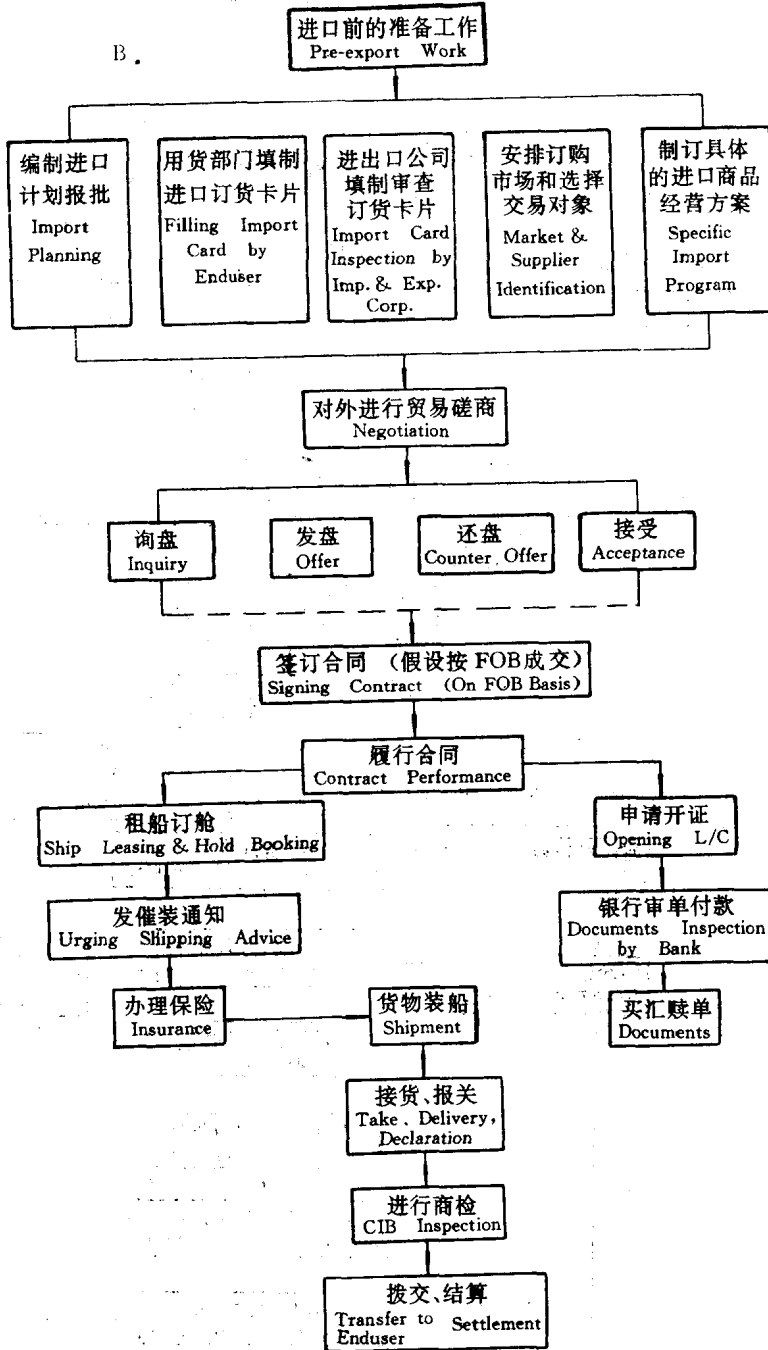 进口前的准备工作
Pre-export Work
B.
编制进口
计划报批
Import
Planning
用货部门填制
进口订货卡片
Filling Import
Card by
Enduser
进出口公司
填制审查
订货卡片
Import Card
Inspection by
Imp. & Exp.
Corp.
安排订购
市场和选择
交易对象
Market &
Supplier
Identification
制订具体
的进口商品
经营方案
Specific
Import
Program
对外进行贸易磋商
Negotiation
询盘
Inquiry
发盘
Offer
还盘
Counter Offer
接受
Acceptance
签订合同（假设按FOB成交）
Signing Contract (On FOB Basis)
履行合同
Contract Performance
租船订舱
Ship Leasing & Hold Booking
申请开证
Opening L/C
发催装通知
Urging Shipping Advice
银行审单付款
Documents Inspection
by Bank
办理保险
Insurance
货物装船
Shipment
买汇赎单
Documents
接货、报关
Take、Delivery,
Declaration
进行商检
CIB Inspection
拨交、结算
Transfer to Settlement
Enduser